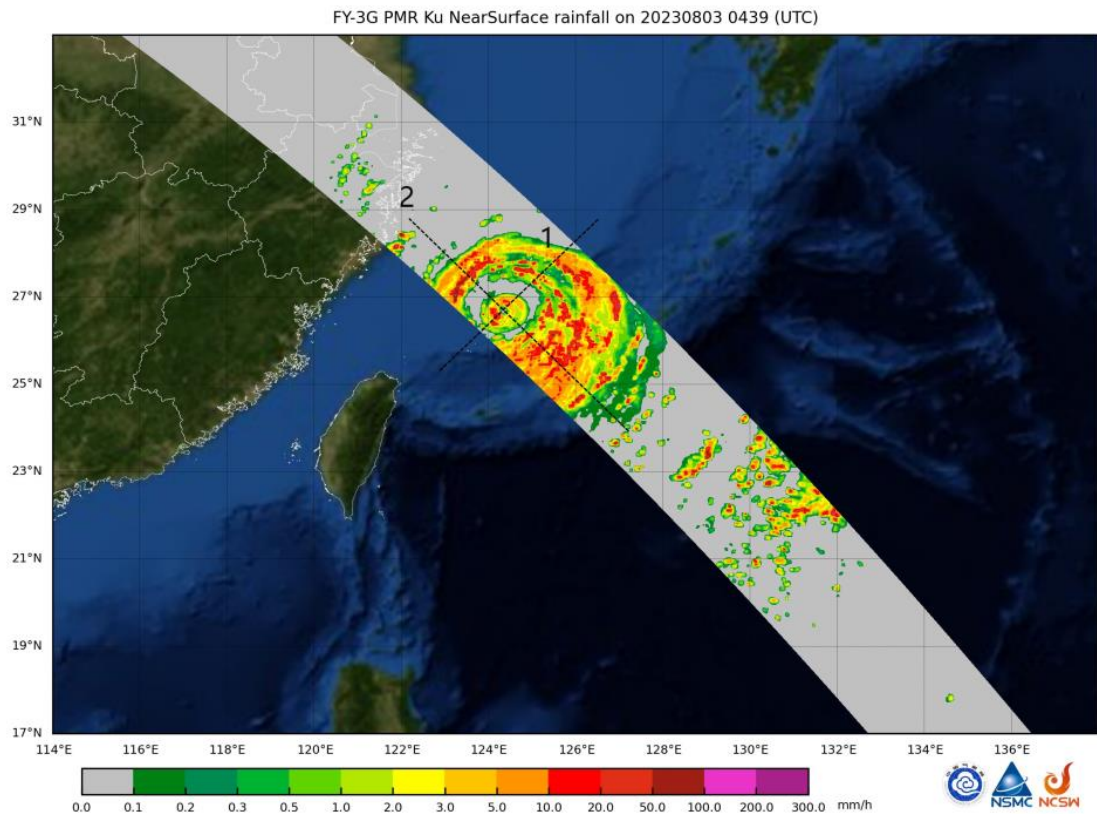 FY-3G PMR Ku NearSurface rainfall on 20230803 0439 (UTC)
31°N
29°N
27°N
25°N
23°N
21°N
19°N
17°N
2
1
114°E 116°E 118°E 120°E 122°E 124°E 126°E 128°E 130°E 132°E 134°E 136°E
0.0 0.1 0.2 0.3 0.5 1.0 2.0 3.0 5.0 10.0 20.0 50.0 100.0 200.0 300.0 mm/h
NSMC NCSW